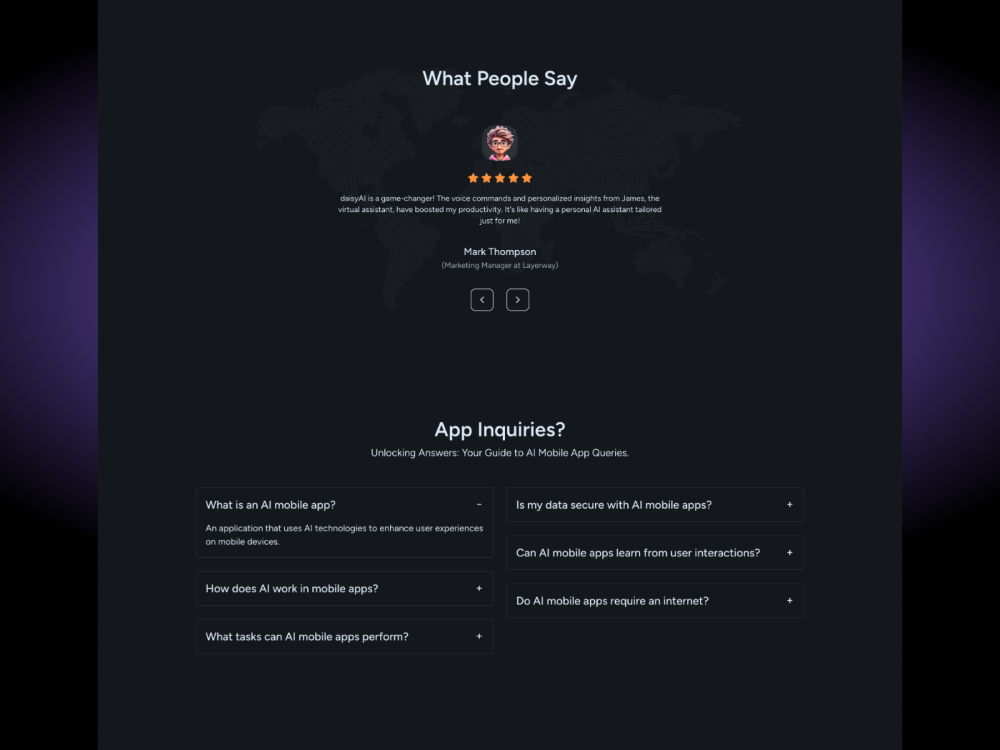 What People Say
daisyAI is a game-changer! The voice commands and personalized insights from James, the
virtual assistant, have boosted my productivity. It's like having a personal AI assistant tailored
just for me!
Mark Thompson
(Marketing Manager at Layerway)
App Inquiries?
Unlocking Answers: Your Guide to AI Mobile App Queries.
What is an AI mobile app? −
An application that uses AI technologies to enhance user experiences
on mobile devices.
How does AI work in mobile apps? +
What tasks can AI mobile apps perform? +
Is my data secure with AI mobile apps? +
Can AI mobile apps learn from user interactions? +
Do AI mobile apps require an internet? +